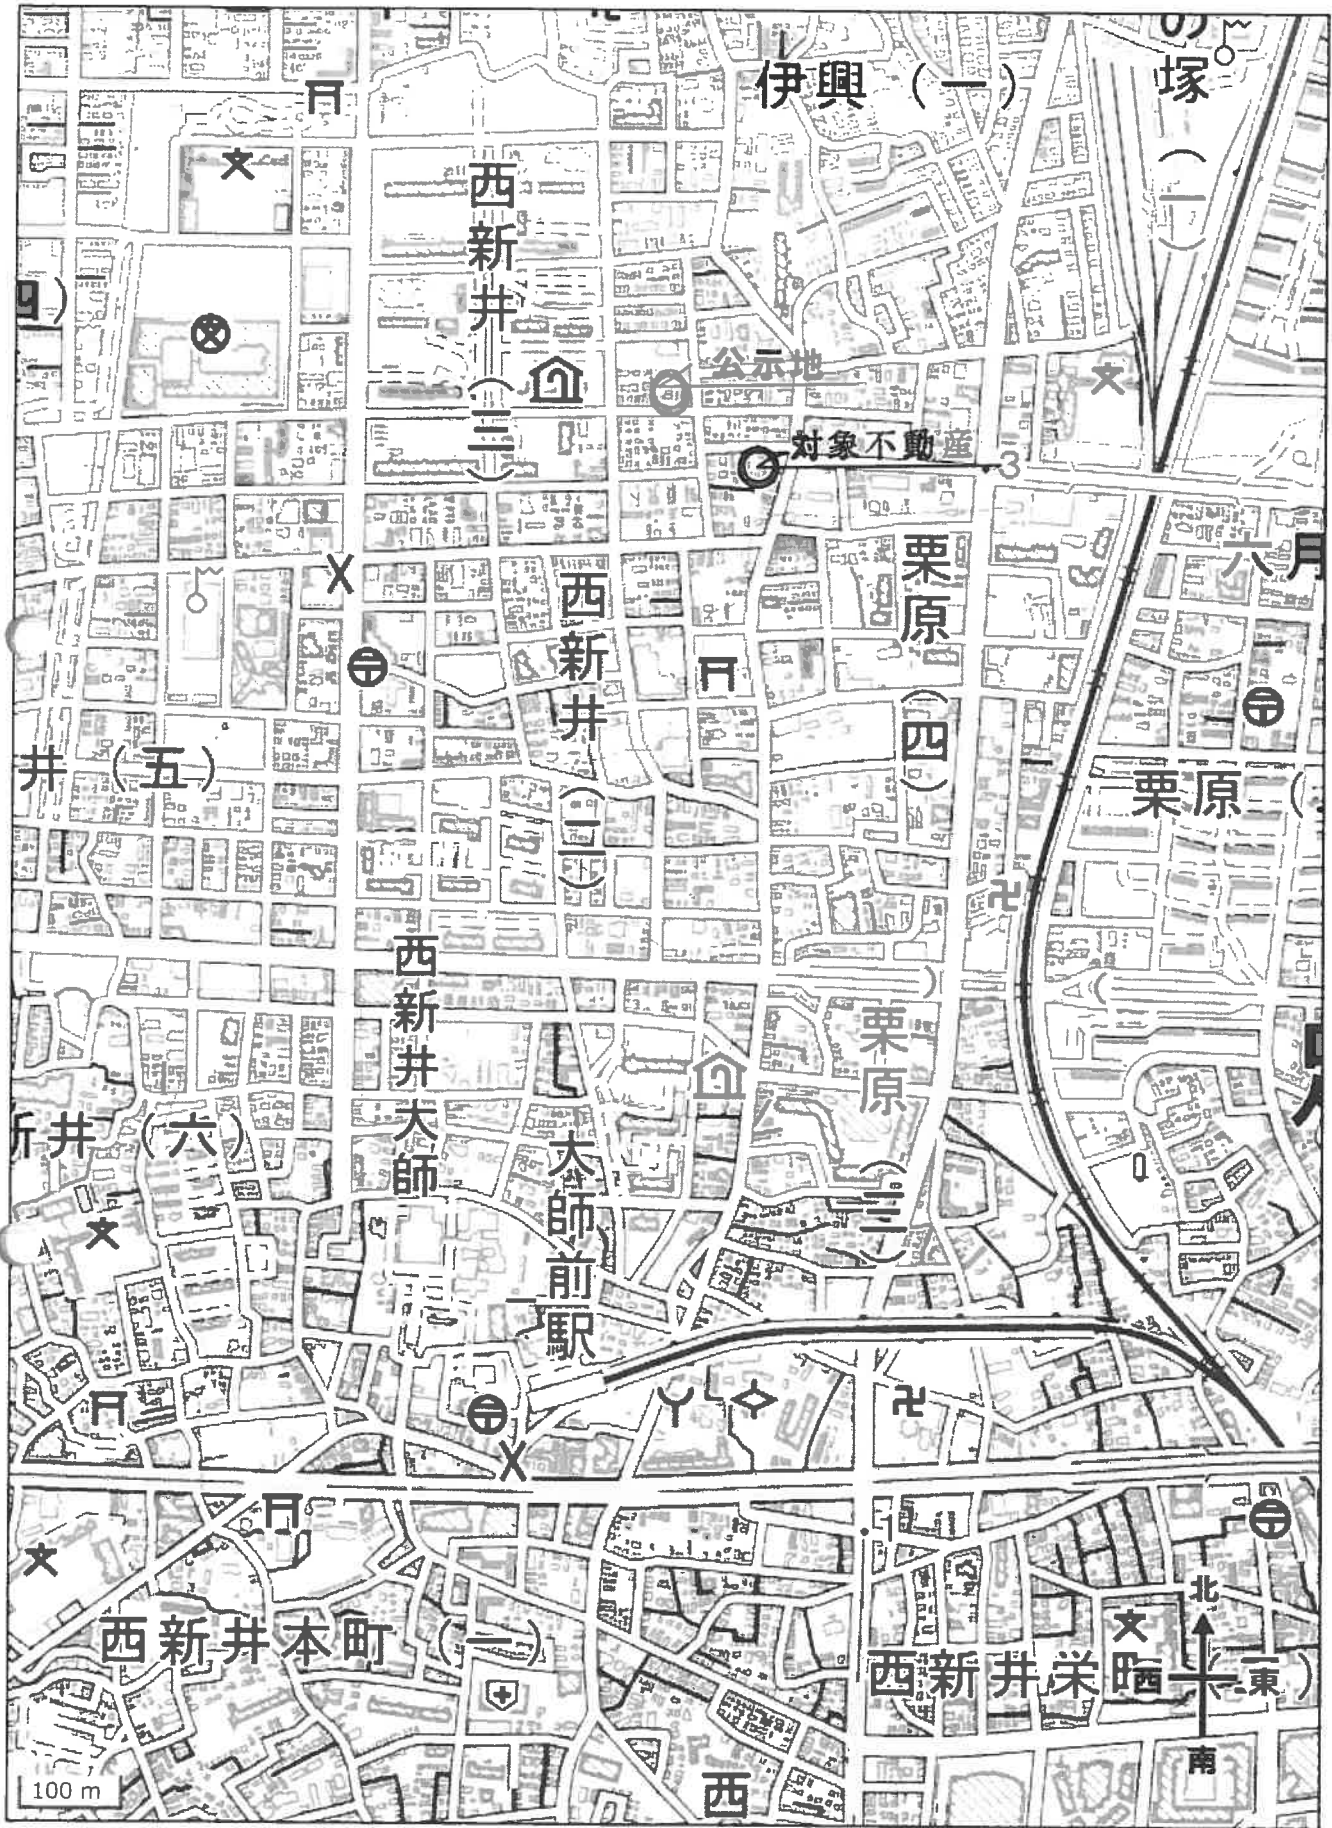 の塚(一)
伊興(一)
西新井(三)
四)
公示地
対象不動産
3
栗原(四)
六月
西新井(二)
井(五)
栗原(
西新井大師
栗原(三)
新井(六)
大師前駅
1
北
西新井本町(一)
西新井栄町
西
東)
南
100 m
西